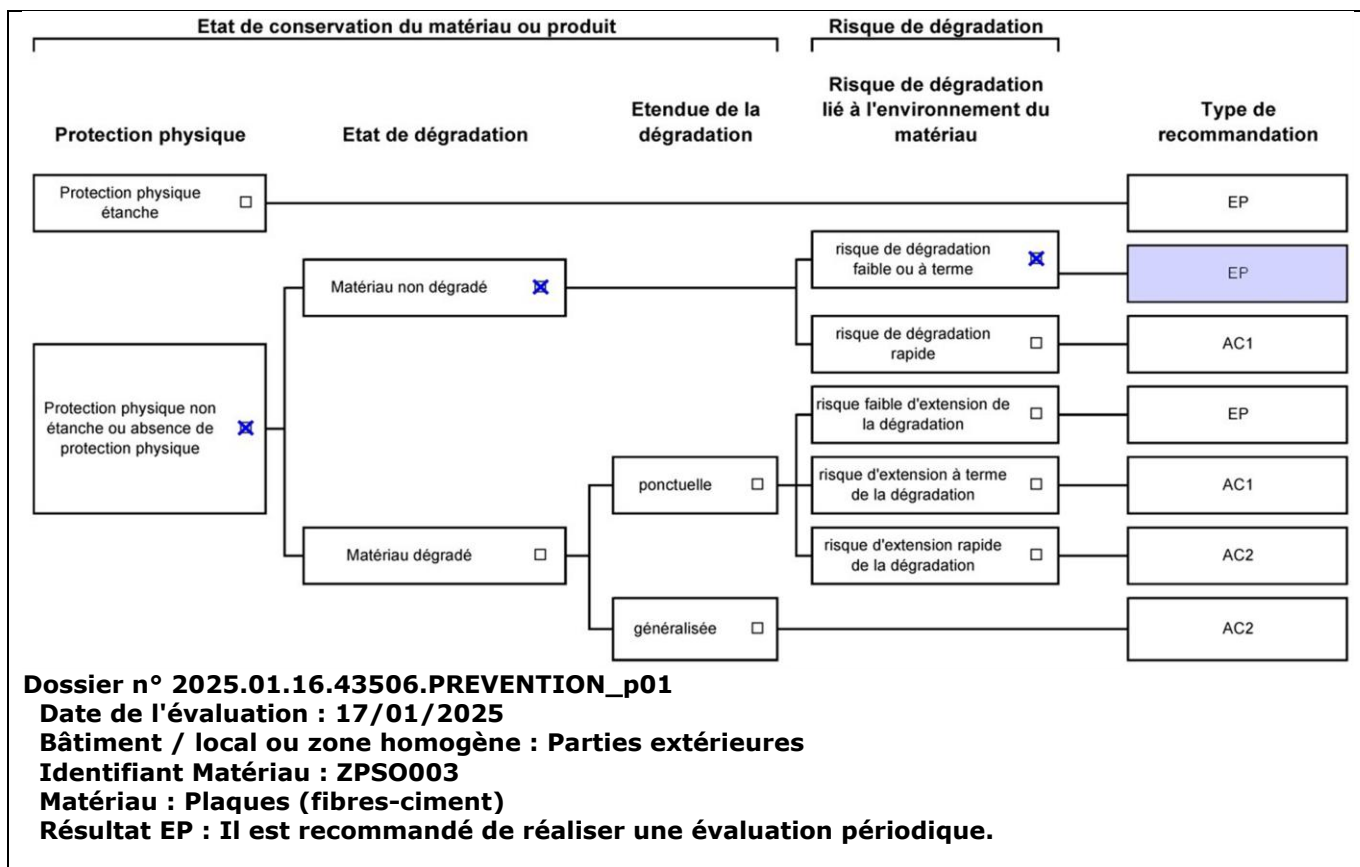 Etat de conservation du matériau ou produit
Risque de dégradation
Protection physique
Etat de dégradation
Etendue de la
dégradation
Risque de dégradation
lié à l'environnement du
matériau
Type de
recommandation
Protection physique
étanche
EP
Protection physique non
étanche ou absence de
protection physique
Matériau non dégradé
risque de dégradation
faible ou à terme
EP
risque de dégradation
rapide
AC1
Matériau dégradé
ponctuelle
risque faible d'extension de
la dégradation
EP
risque d'extension à terme
de la dégradation
AC1
risque d'extension rapide
de la dégradation
AC2
généralisée
AC2
Dossier n° 2025.01.16.43506.PREVENTION_p01
Date de l'évaluation : 17/01/2025
Bâtiment / local ou zone homogène : Parties extérieures
Identifiant Matériau : ZPSO003
Matériau : Plaques (fibres-ciment)
Résultat EP : Il est recommandé de réaliser une évaluation périodique.